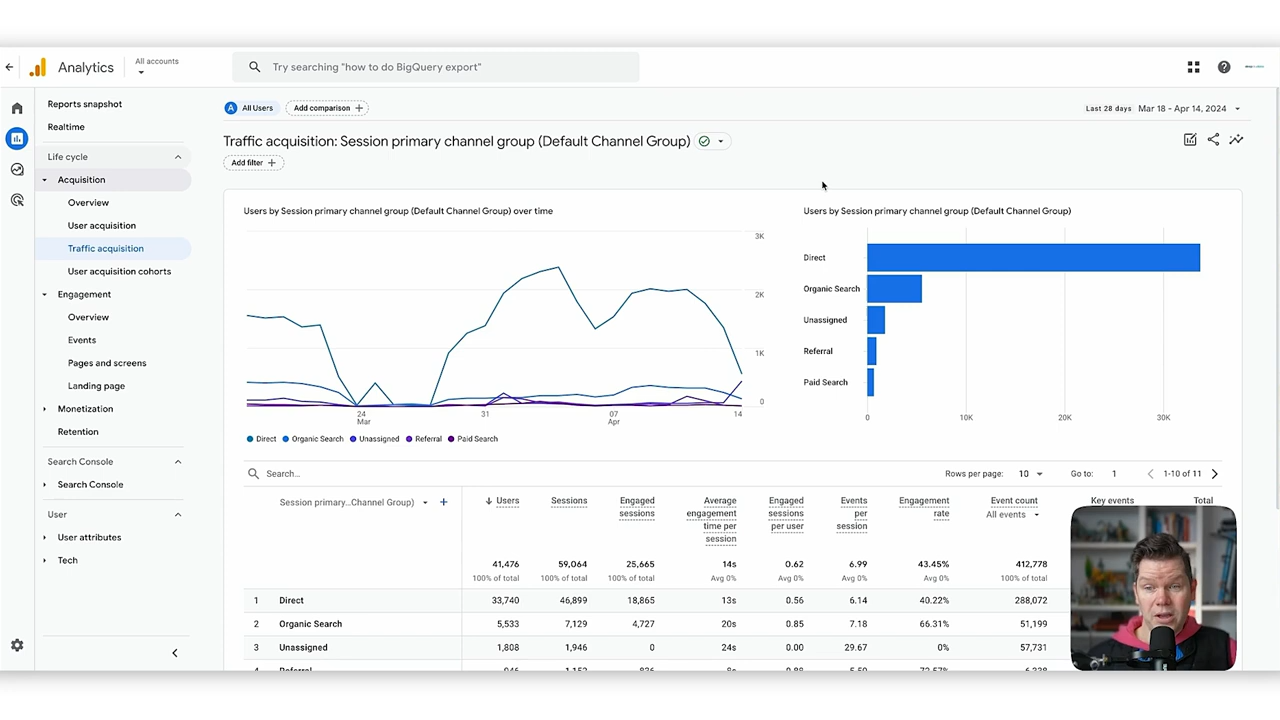 Analytics
All accounts
Try searching "how to do BigQuery export"
Reports snapshot
Realtime
Life cycle
Acquisition
Overview
User acquisition
Traffic acquisition
User acquisition cohorts
Engagement
Overview
Events
Pages and screens
Landing page
Monetization
Retention
Search Console
Search Console
User
User attributes
Tech
A All Users
Add comparison +
Last 28 days Mar 18 - Apr 14, 2024
Traffic acquisition: Session primary channel group (Default Channel Group)
Add filter +
Users by Session primary channel group (Default Channel Group) over time
3K
2K
1K
0
24 Mar
31
07 Apr
14
Direct Organic Search Unassigned Referral Paid Search
Users by Session primary channel group (Default Channel Group)
Direct
Organic Search
Unassigned
Referral
Paid Search
0 10K 20K 30K
Search...
Rows per page: 10 Go to: 1 1-10 of 11
Session primary...Channel Group) +
Users
Sessions
Engaged sessions
Average engagement time per session
Engaged sessions per user
Events per session
Engagement rate
Event count All events
Key events
Total
41,476 59,064 25,665 14s 0.62 6.99 43.45% 412,778
100% of total 100% of total 100% of total Avg 0% Avg 0% Avg 0% Avg 0% 100% of total
1 Direct 33,740 46,899 18,865 13s 0.56 6.14 40.22% 288,072
2 Organic Search 5,533 7,129 4,727 20s 0.85 7.18 66.31% 51,199
3 Unassigned 1,808 1,946 0 24s 0.00 29.67 0% 57,731
4 Referral